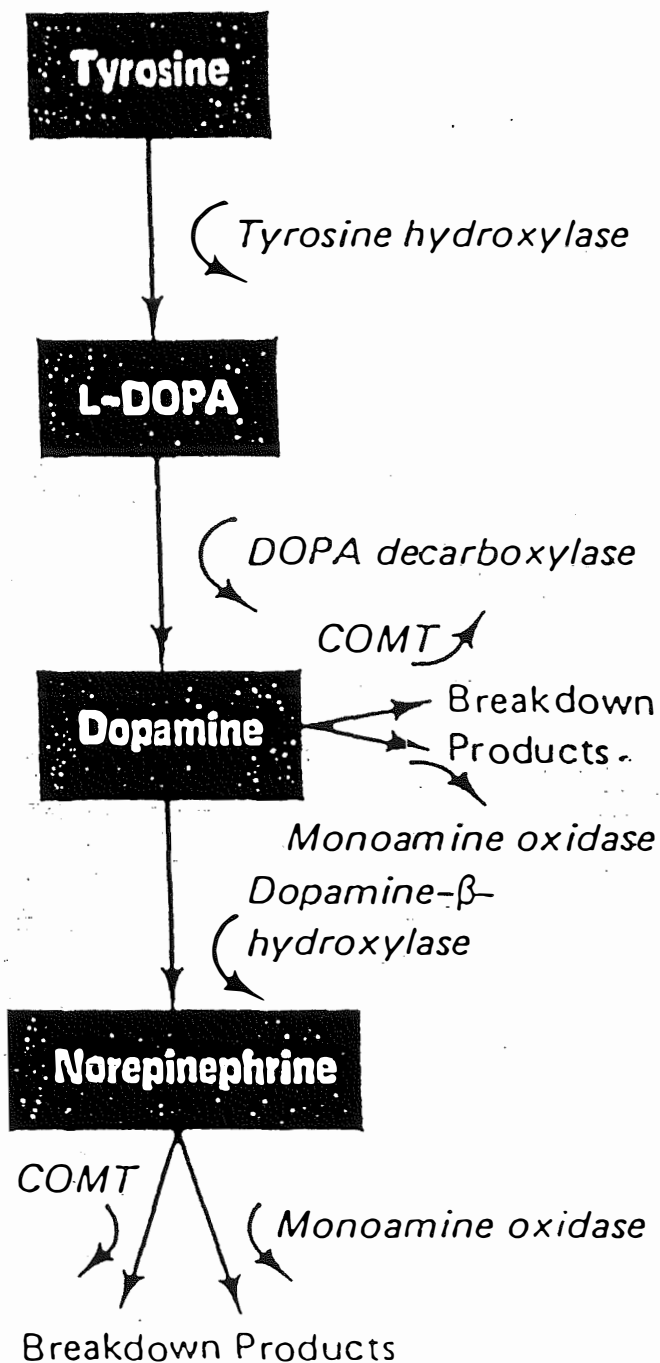 Tyrosine
Tyrosine hydroxylase
L-DOPA
DOPA decarboxylase
COMT
Dopamine
Breakdown
Products
Monoamine oxidase
Dopamine-β-
hydroxylase
Norepinephrine
COMT
Monoamine oxidase
Breakdown Products